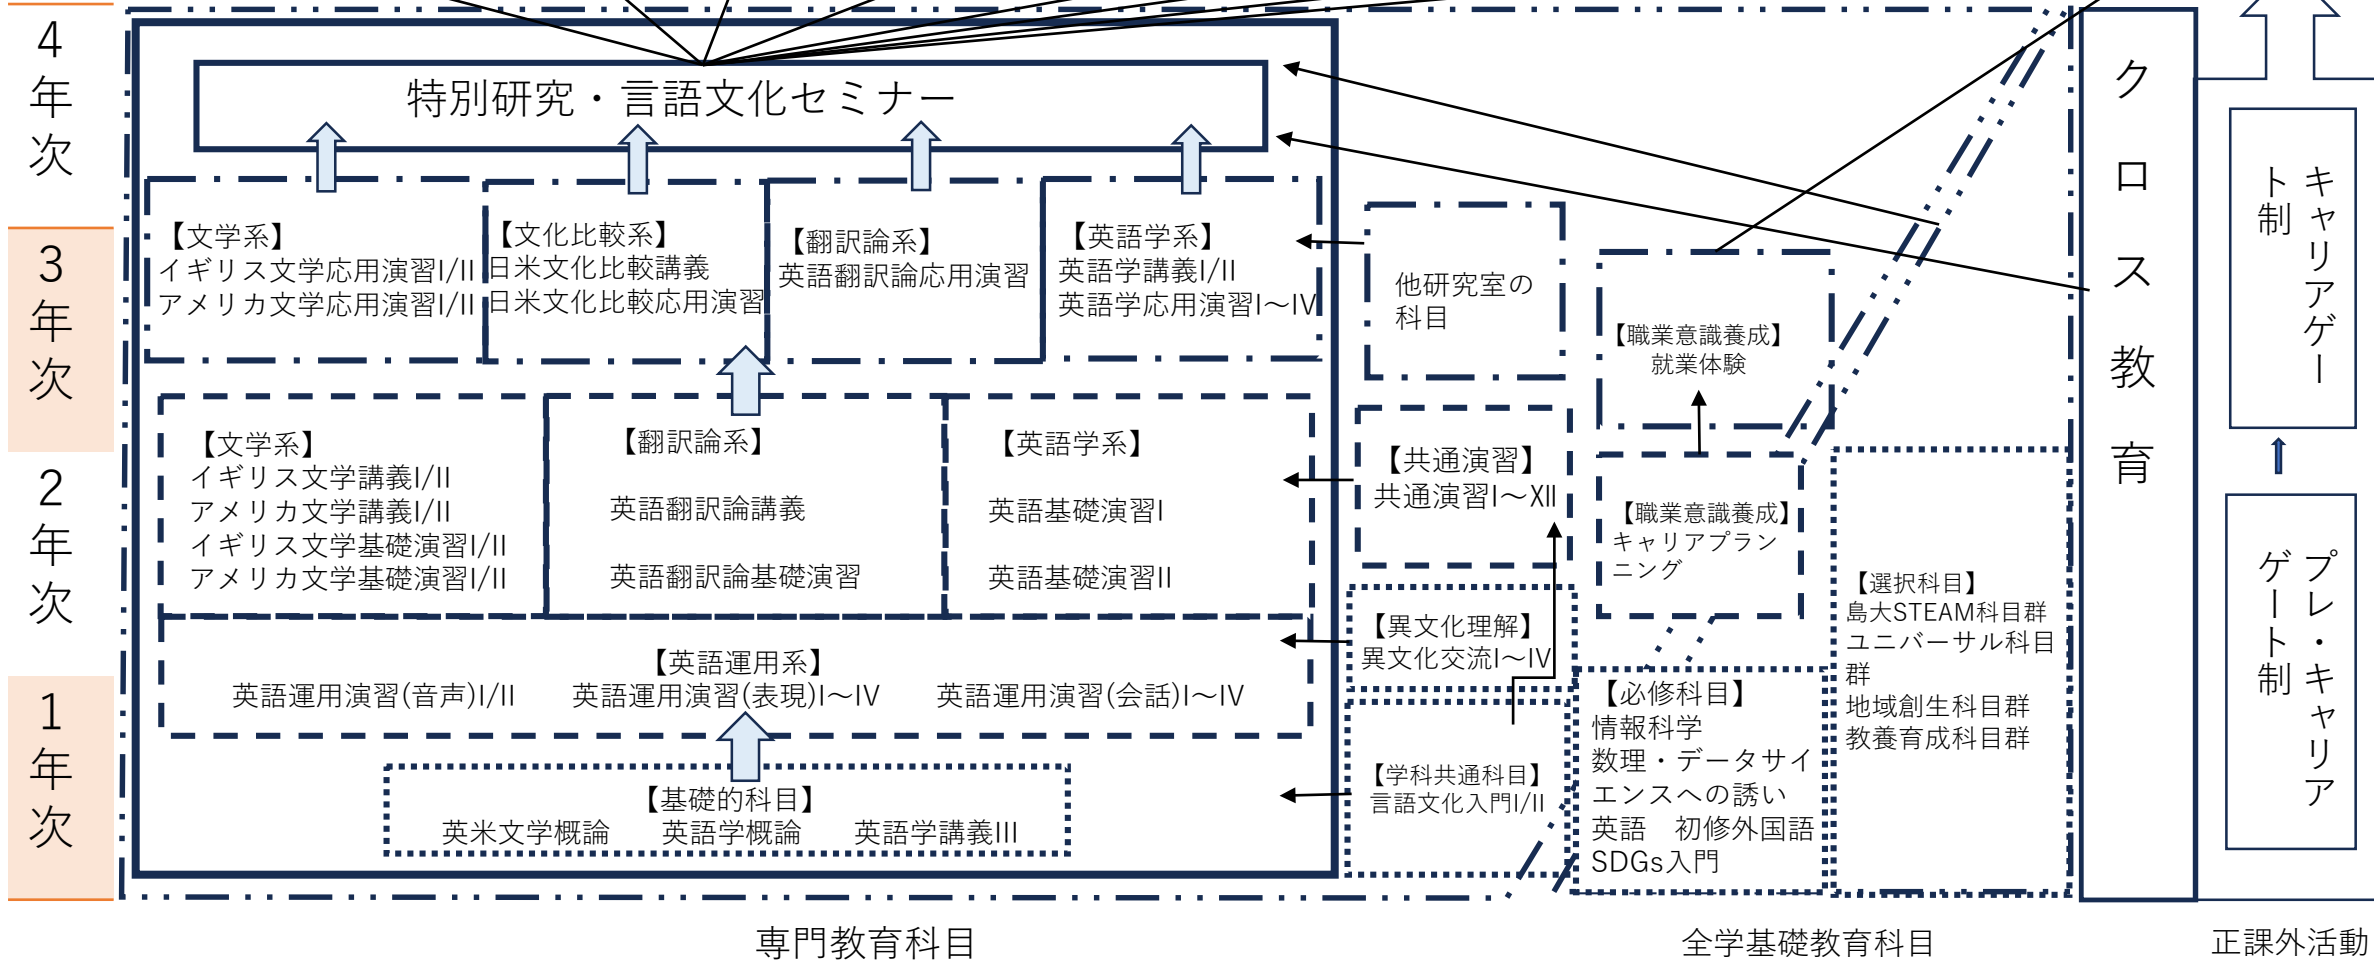 4年次
3年次
2年次
1年次
特別研究・言語文化セミナー
【文学系】
イギリス文学応用演習I/II
アメリカ文学応用演習I/II
【文化比較系】
日米文化比較講義
日米文化比較応用演習
【翻訳論系】
英語翻訳論応用演習
【英語学系】
英語学講義I/II
英語学応用演習I～IV
他研究室の
科目
【職業意識養成】
就業体験
【文学系】
イギリス文学講義I/II
アメリカ文学講義I/II
イギリス文学基礎演習I/II
アメリカ文学基礎演習I/II
【翻訳論系】
英語翻訳論講義
英語翻訳論基礎演習
【英語学系】
英語基礎演習I
英語基礎演習II
【共通演習】
共通演習I～XII
【職業意識養成】
キャリアプラン
ニング
【異文化理解】
異文化交流I～IV
【英語運用系】
英語運用演習(音声)I/II 英語運用演習(表現)I～IV 英語運用演習(会話)I～IV
【基礎的科目】
英米文学概論 英語学概論 英語学講義III
【学科共通科目】
言語文化入門I/II
【必修科目】
情報科学
数理・データサイ
エンスへの誘い
英語　初修外国語
SDGs入門
【選択科目】
島大STEAM科目群
ユニバーサル科目
群
地域創生科目群
教養育成科目群
クロス教育
キャリアゲー
ト制
プレ・キャリア
ゲート制
専門教育科目
全学基礎教育科目
正課外活動